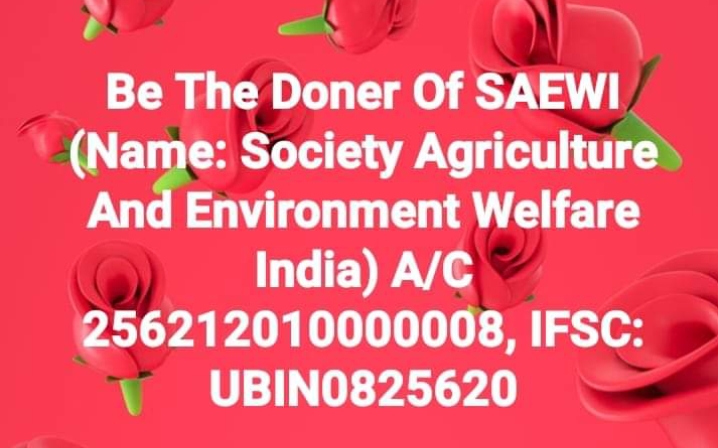 Be The Doner Of SAEWI
(Name: Society Agriculture
And Environment Welfare
India) A/C
256212010000008, IFSC:
UBIN0825620